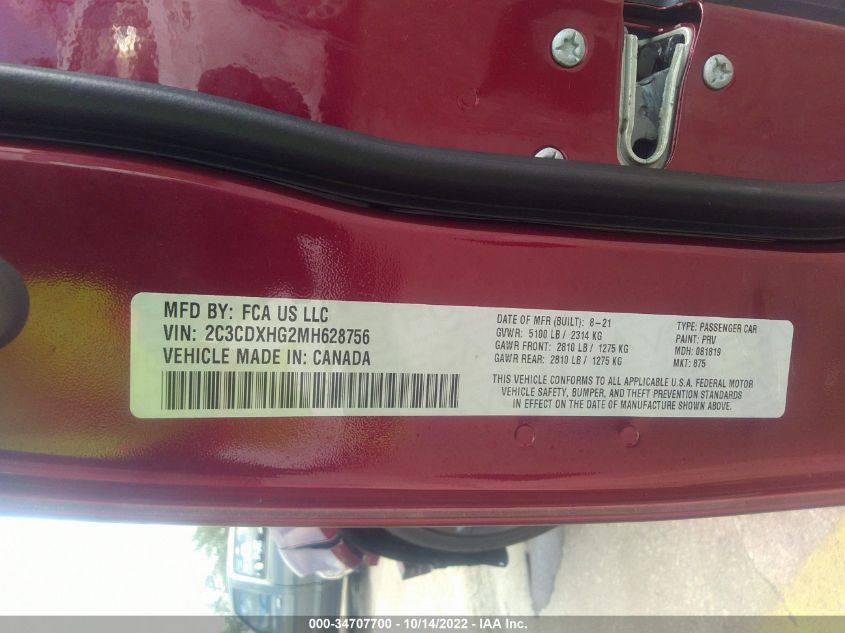 MFD BY: FCA US LLC
VIN: 2C3CDXHG2MH628756
VEHICLE MADE IN: CANADA
DATE OF MFR (BUILT): 8-21
GVWR: 5100 LB / 2314 KG
GAWR FRONT: 2810 LB / 1275 KG
GAWR REAR: 2810 LB / 1275 KG
TYPE: PASSENGER CAR
PAINT: PRV
MDH: 081819
MKT: 875
THIS VEHICLE CONFORMS TO ALL APPLICABLE U.S.A. FEDERAL MOTOR
VEHICLE SAFETY, BUMPER, AND THEFT PREVENTION STANDARDS
IN EFFECT ON THE DATE OF MANUFACTURE SHOWN ABOVE.
000-34707700 - 10/14/2022 - IAA Inc.